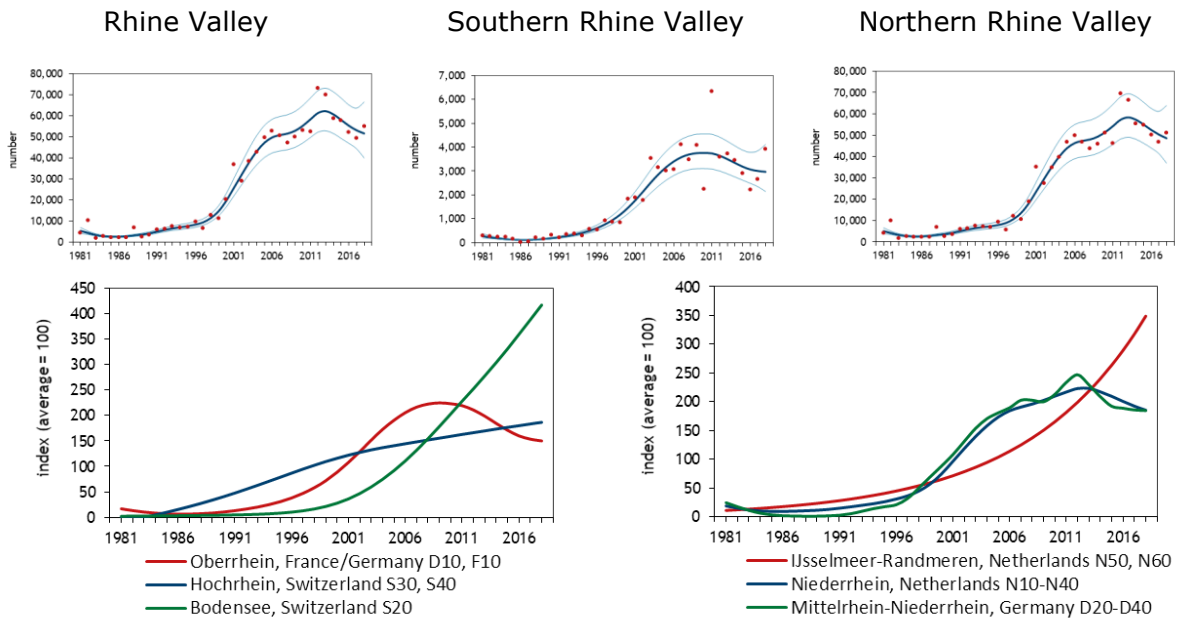 Rhine Valley
Southern Rhine Valley
Northern Rhine Valley
number
80,000
70,000
60,000
50,000
40,000
30,000
20,000
10,000
0
1981 1986 1991 1996 2001 2006 2011 2016
number
7,000
6,000
5,000
4,000
3,000
2,000
1,000
0
1981 1986 1991 1996 2001 2006 2011 2016
number
80,000
70,000
60,000
50,000
40,000
30,000
20,000
10,000
0
1981 1986 1991 1996 2001 2006 2011 2016
index (average = 100)
450
400
350
300
250
200
150
100
50
0
1981 1986 1991 1996 2001 2006 2011 2016
Oberrhein, France/Germany D10, F10
Hochrhein, Switzerland S30, S40
Bodensee, Switzerland S20
index (average = 100)
400
350
300
250
200
150
100
50
0
1981 1986 1991 1996 2001 2006 2011 2016
IJsselmeer-Randmeren, Netherlands N50, N60
Niederrhein, Netherlands N10-N40
Mittelrhein-Niederrhein, Germany D20-D40